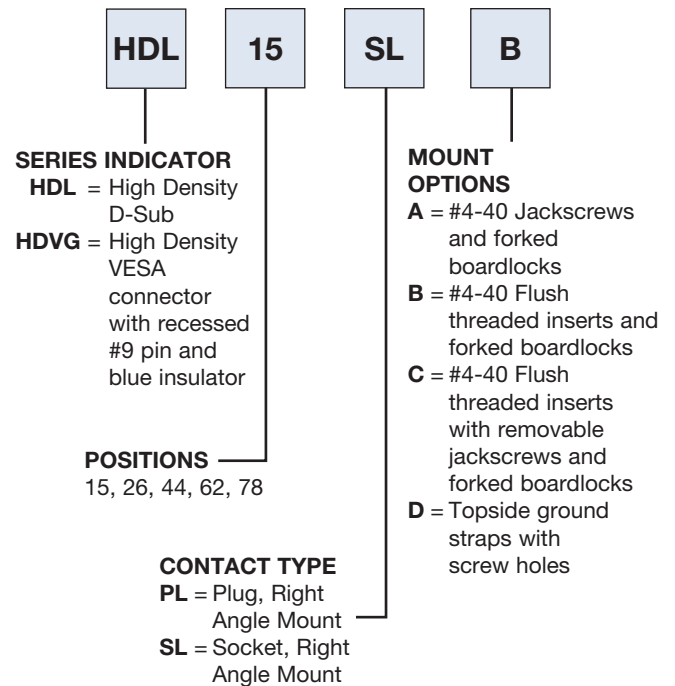 HDL 15 SL B
SERIES INDICATOR
HDL = High Density
D-Sub
HDVG = High Density
VESA
connector
with recessed
#9 pin and
blue insulator
POSITIONS
15, 26, 44, 62, 78
CONTACT TYPE
PL = Plug, Right
Angle Mount
SL = Socket, Right
Angle Mount
MOUNT
OPTIONS
A = #4-40 Jackscrews
and forked
boardlocks
B = #4-40 Flush
threaded inserts and
forked boardlocks
C = #4-40 Flush
threaded inserts
with removable
jackscrews and
forked boardlocks
D = Topside ground
straps with
screw holes